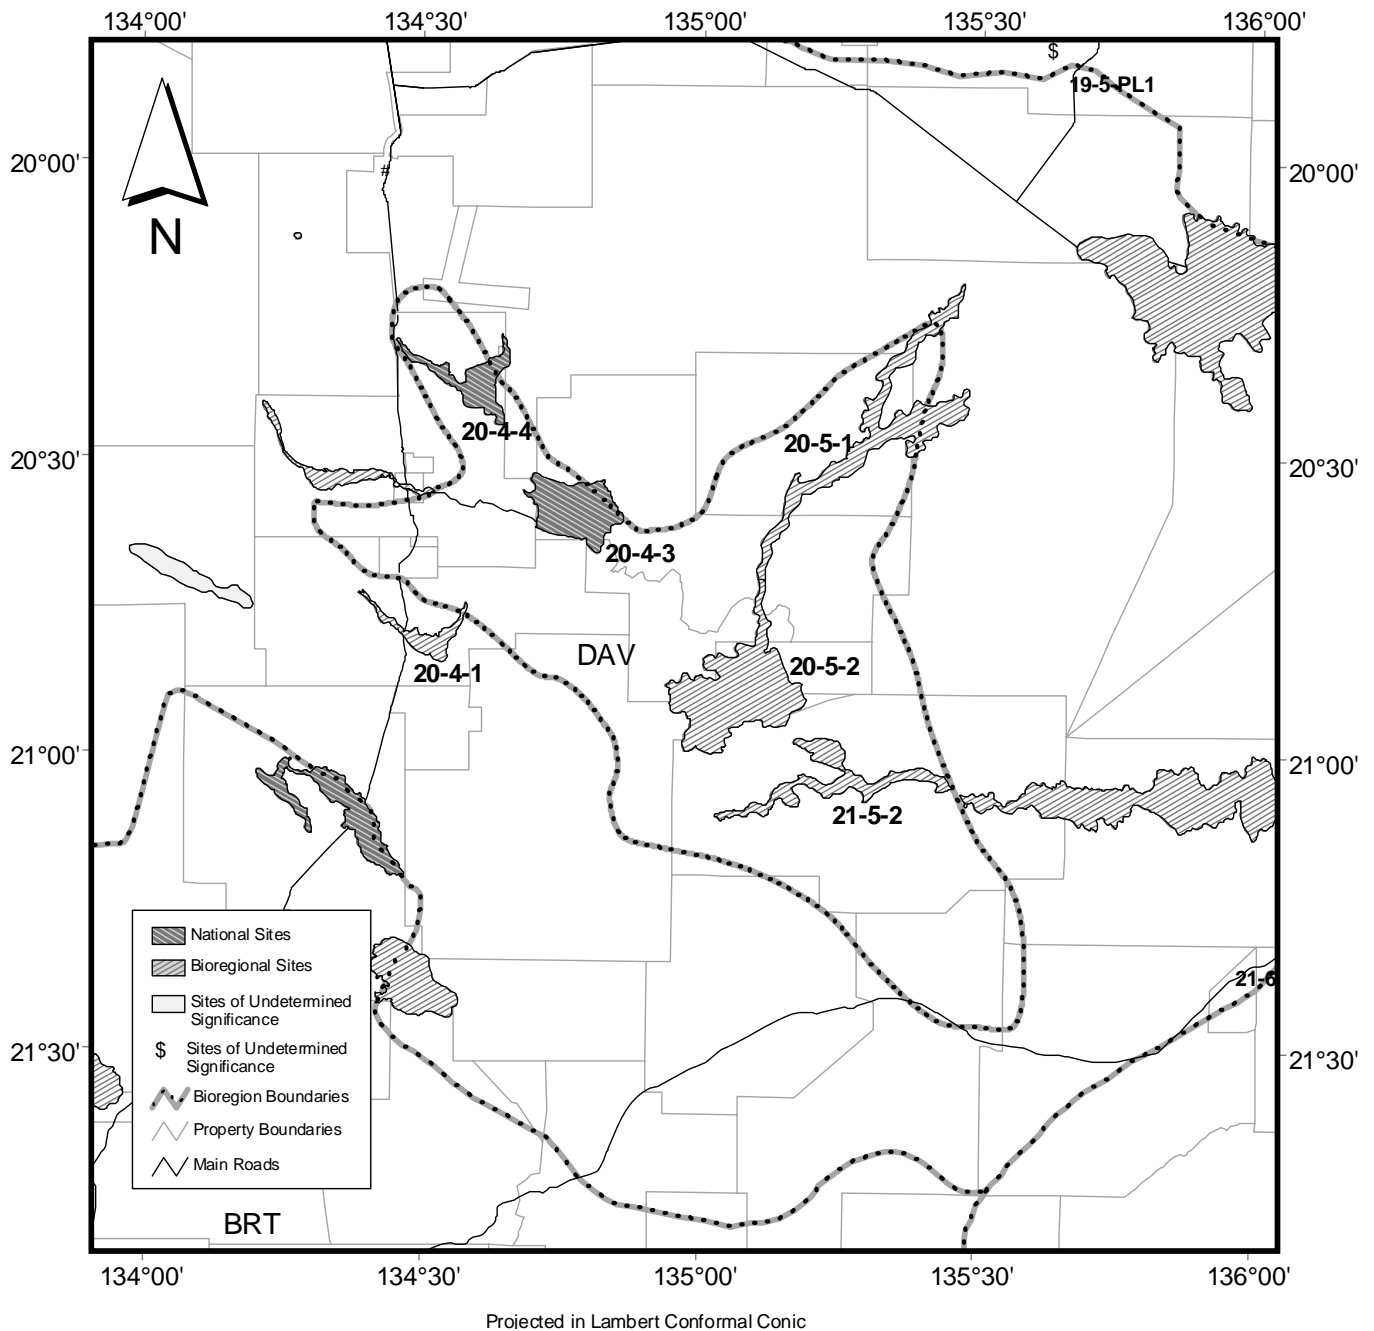 134°00' 134°30' 135°00' 135°30' 136°00'
$
19-5-PL1
20°00' 20°00'
#
N
20-4-4
20-5-1
20°30' 20°30'
20-4-3
DAV
20-5-2
20-4-1
21°00' 21°00'
21-5-2
National Sites
Bioregional Sites
21-6
Sites of Undetermined
Significance
$ Sites of Undetermined
Significance
21°30' 21°30'
Bioregion Boundaries
Property Boundaries
Main Roads
BRT
134°00' 134°30' 135°00' 135°30' 136°00'
Projected in Lambert Conformal Conic